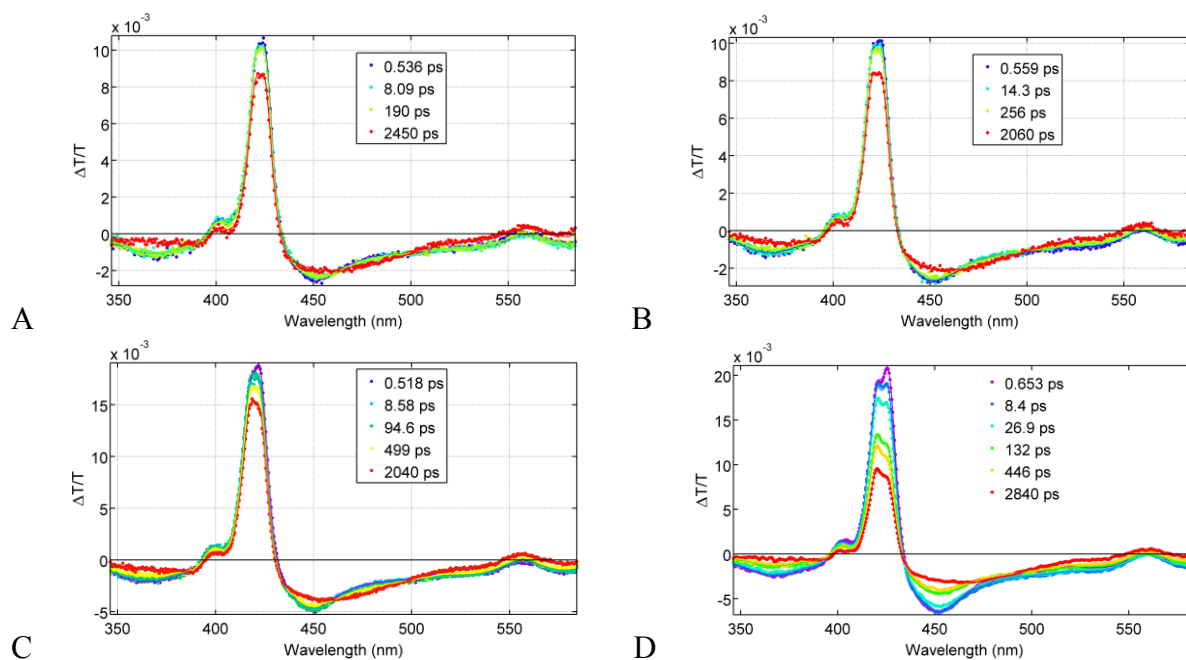 x 10⁻³
10
8
6
4
2
0
-2
ΔT/T
0.536 ps
8.09 ps
190 ps
2450 ps
350 400 450 500 550
Wavelength (nm)
A
x 10⁻³
10
8
6
4
2
0
-2
ΔT/T
0.559 ps
14.3 ps
256 ps
2060 ps
350 400 450 500 550
Wavelength (nm)
B
x 10⁻³
15
10
5
0
-5
ΔT/T
0.518 ps
8.58 ps
94.6 ps
499 ps
2040 ps
350 400 450 500 550
Wavelength (nm)
C
x 10⁻³
20
15
10
5
0
-5
ΔT/T
0.653 ps
8.4 ps
26.9 ps
132 ps
446 ps
2840 ps
350 400 450 500 550
Wavelength (nm)
D